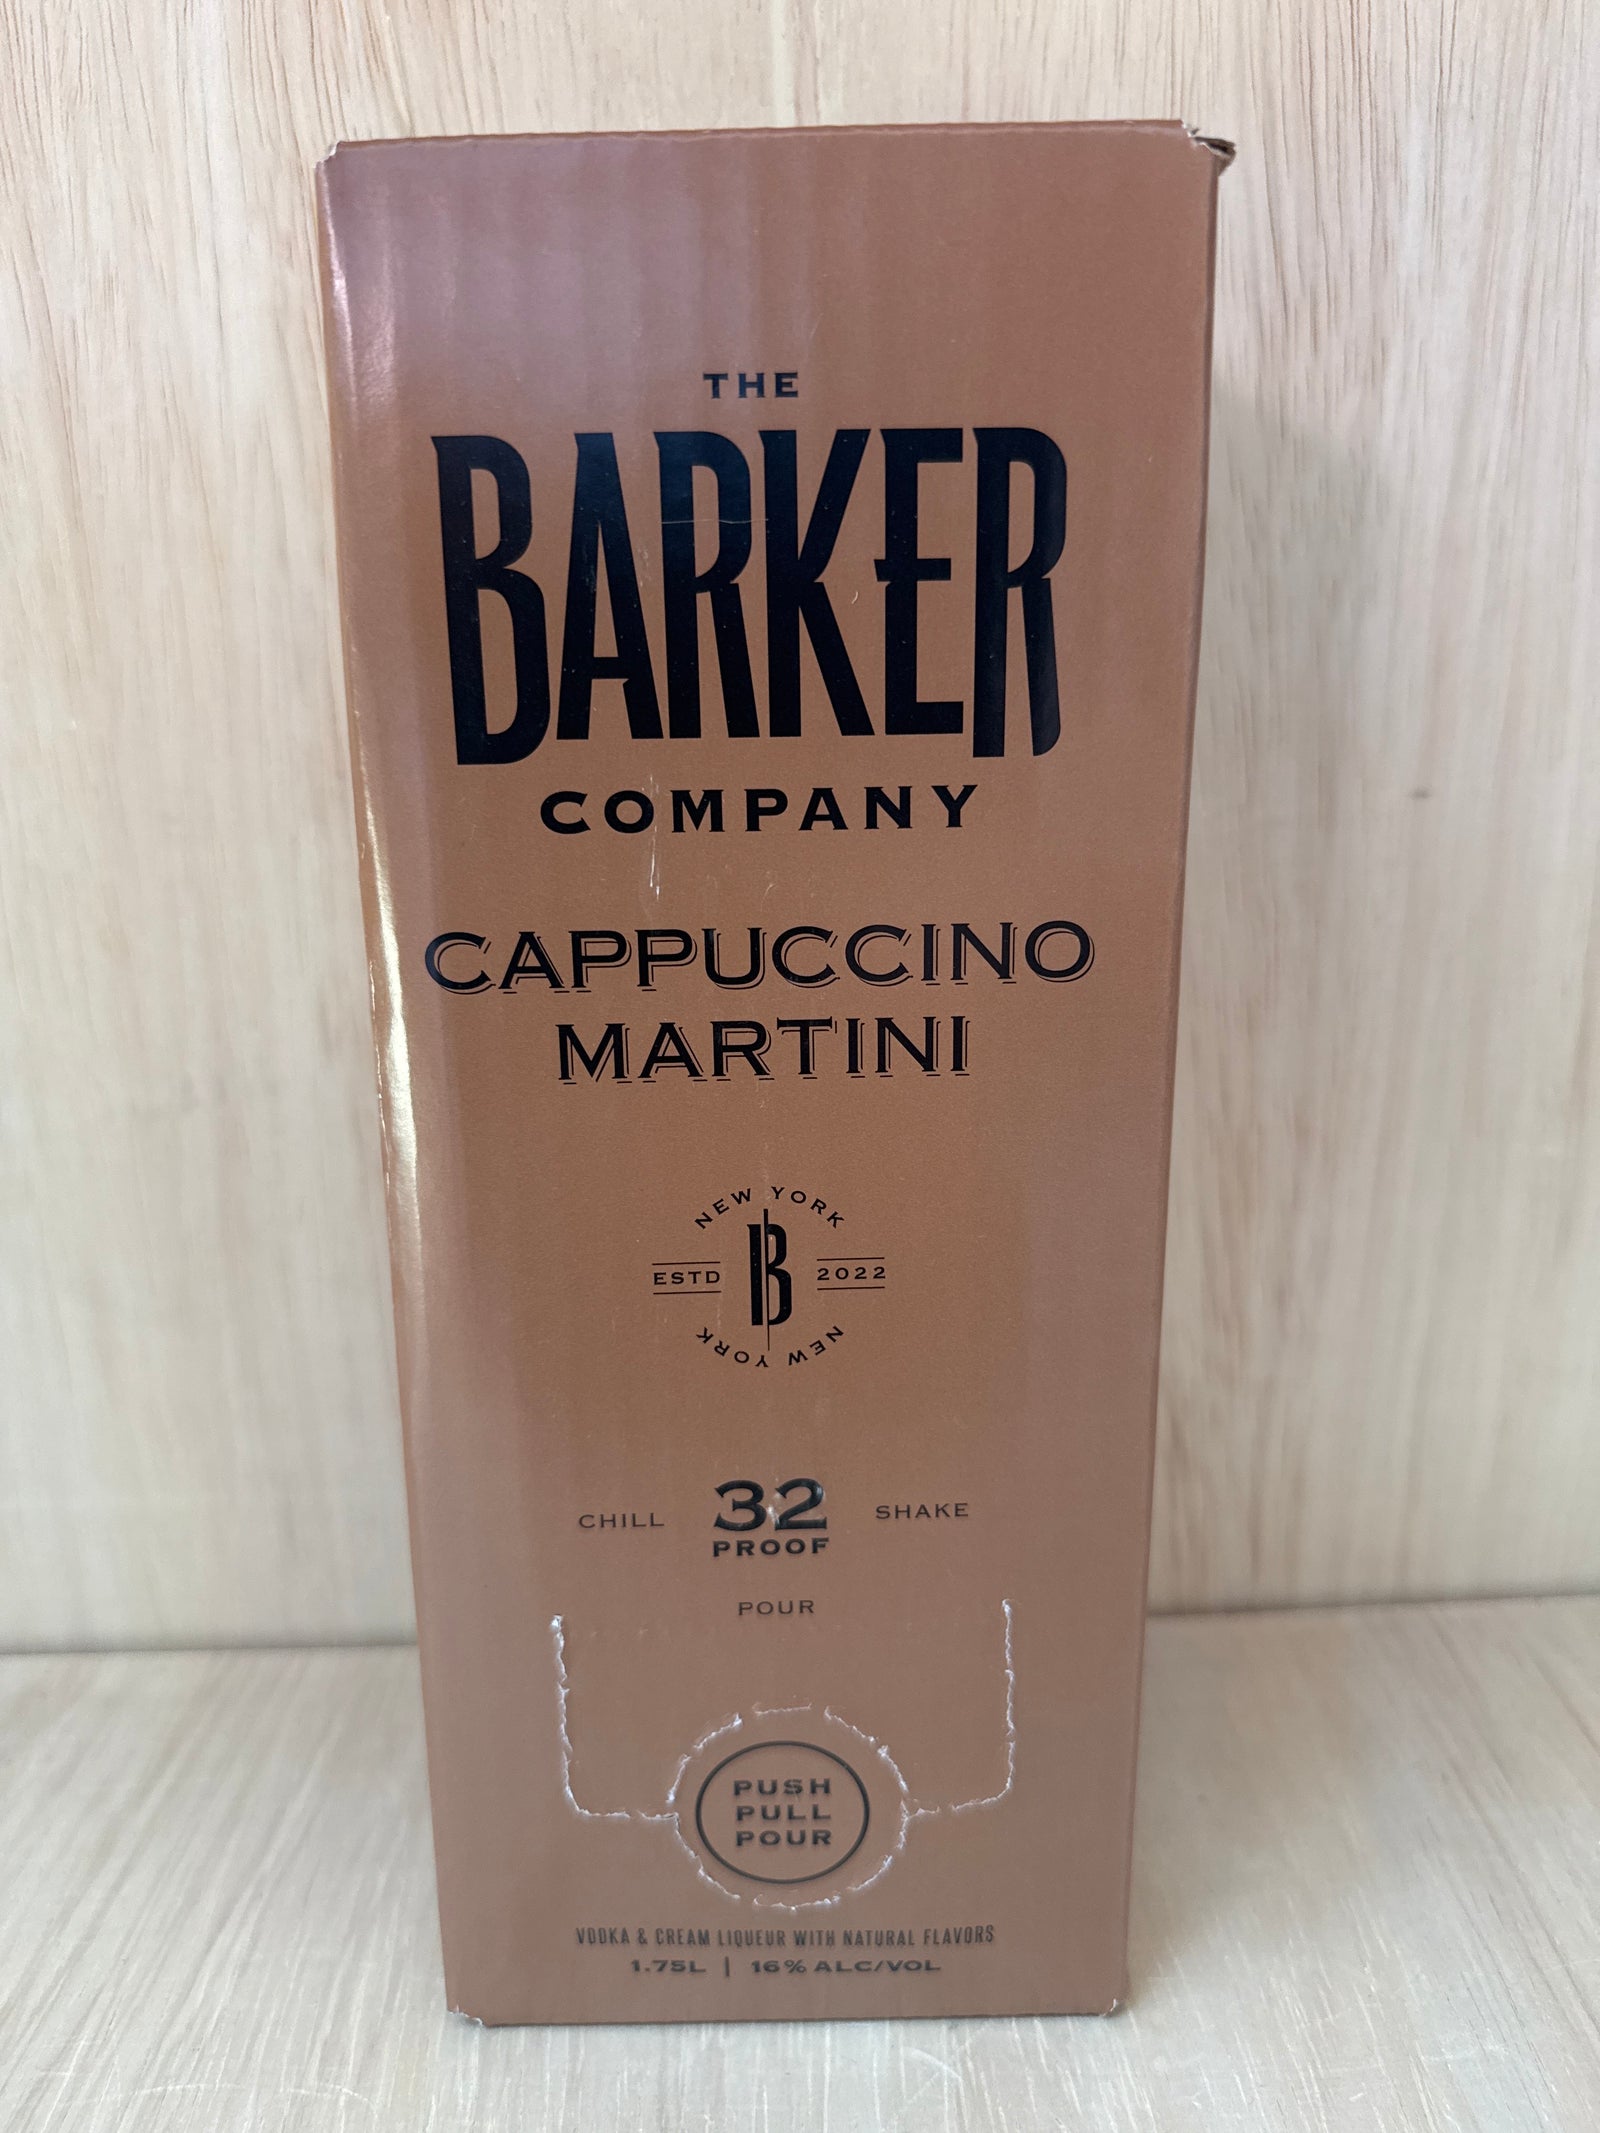 THE
BARKER
COMPANY
CAPPUCCINO
MARTINI
NEW YORK
ESTD B 2022
NEW YORK
CHILL 32 SHAKE
PROOF
POUR
PUSH
PULL
POUR
VODKA & CREAM LIQUEUR WITH NATURAL FLAVORS
1.75L | 16% ALC/VOL